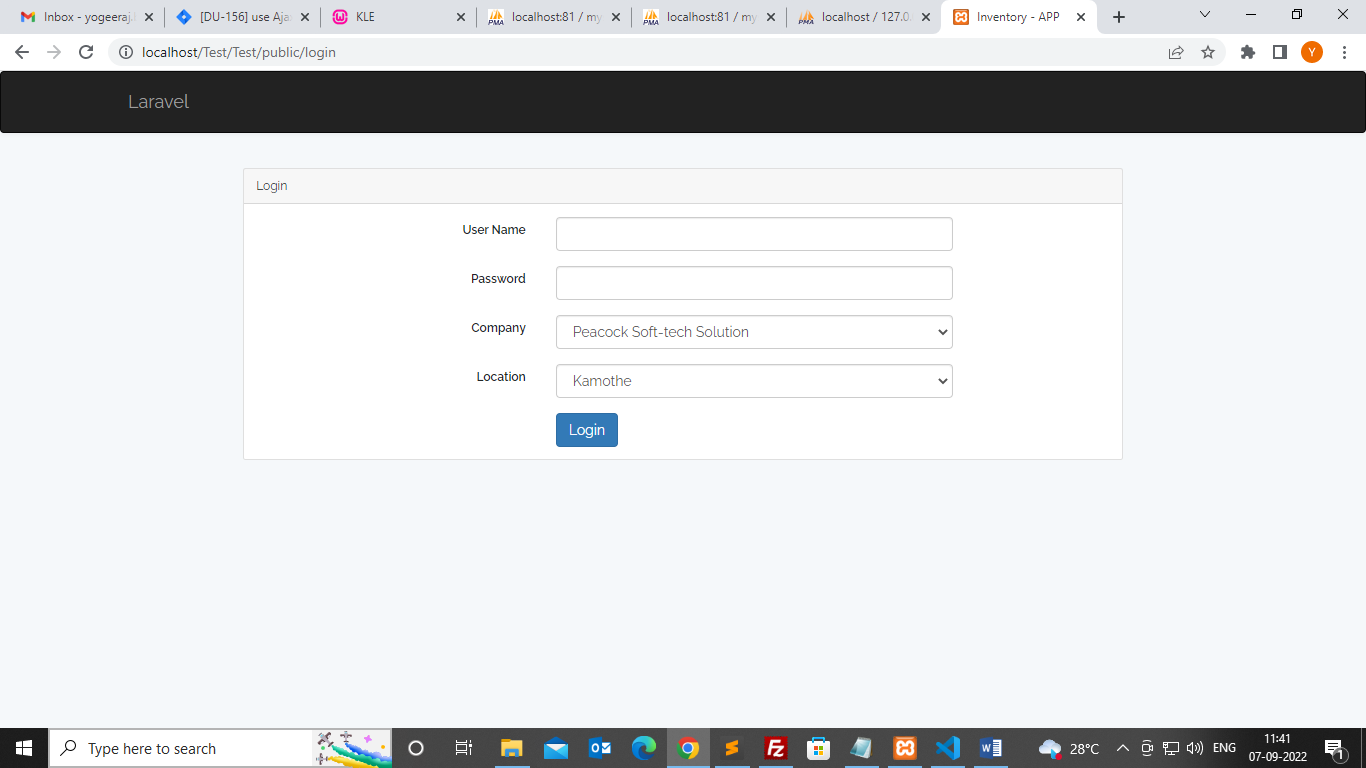 Inbox - yogeeraj.
[DU-156] use Aja
KLE
localhost:81 / my
localhost:81 / my
localhost / 127.0.
Inventory - APP
localhost/Test/Test/public/login
Y
Laravel
Login
User Name
Password
Company
Peacock Soft-tech Solution
Location
Kamothe
Login
Type here to search
28°C
ENG
11:41
07-09-2022
1